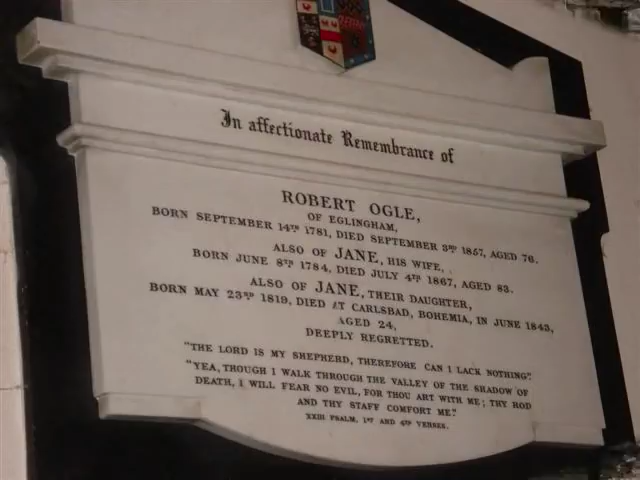 In affectionate Remembrance of
ROBERT OGLE,
OF EGLINGHAM,
BORN SEPTEMBER 14TH 1781, DIED SEPTEMBER 3RD 1857, AGED 76.
ALSO OF JANE, HIS WIFE,
BORN JUNE 8TH 1784, DIED JULY 4TH 1867, AGED 83.
ALSO OF JANE, THEIR DAUGHTER,
BORN MAY 23RD 1819, DIED AT CARLSBAD, BOHEMIA, IN JUNE 1843,
AGED 24,
DEEPLY REGRETTED.
"THE LORD IS MY SHEPHERD, THEREFORE CAN I LACK NOTHING".
"YEA, THOUGH I WALK THROUGH THE VALLEY OF THE SHADOW OF
DEATH, I WILL FEAR NO EVIL, FOR THOU ART WITH ME; THY ROD
AND THY STAFF COMFORT ME".
XXIII PSALM, 1ST AND 4TH VERSES.